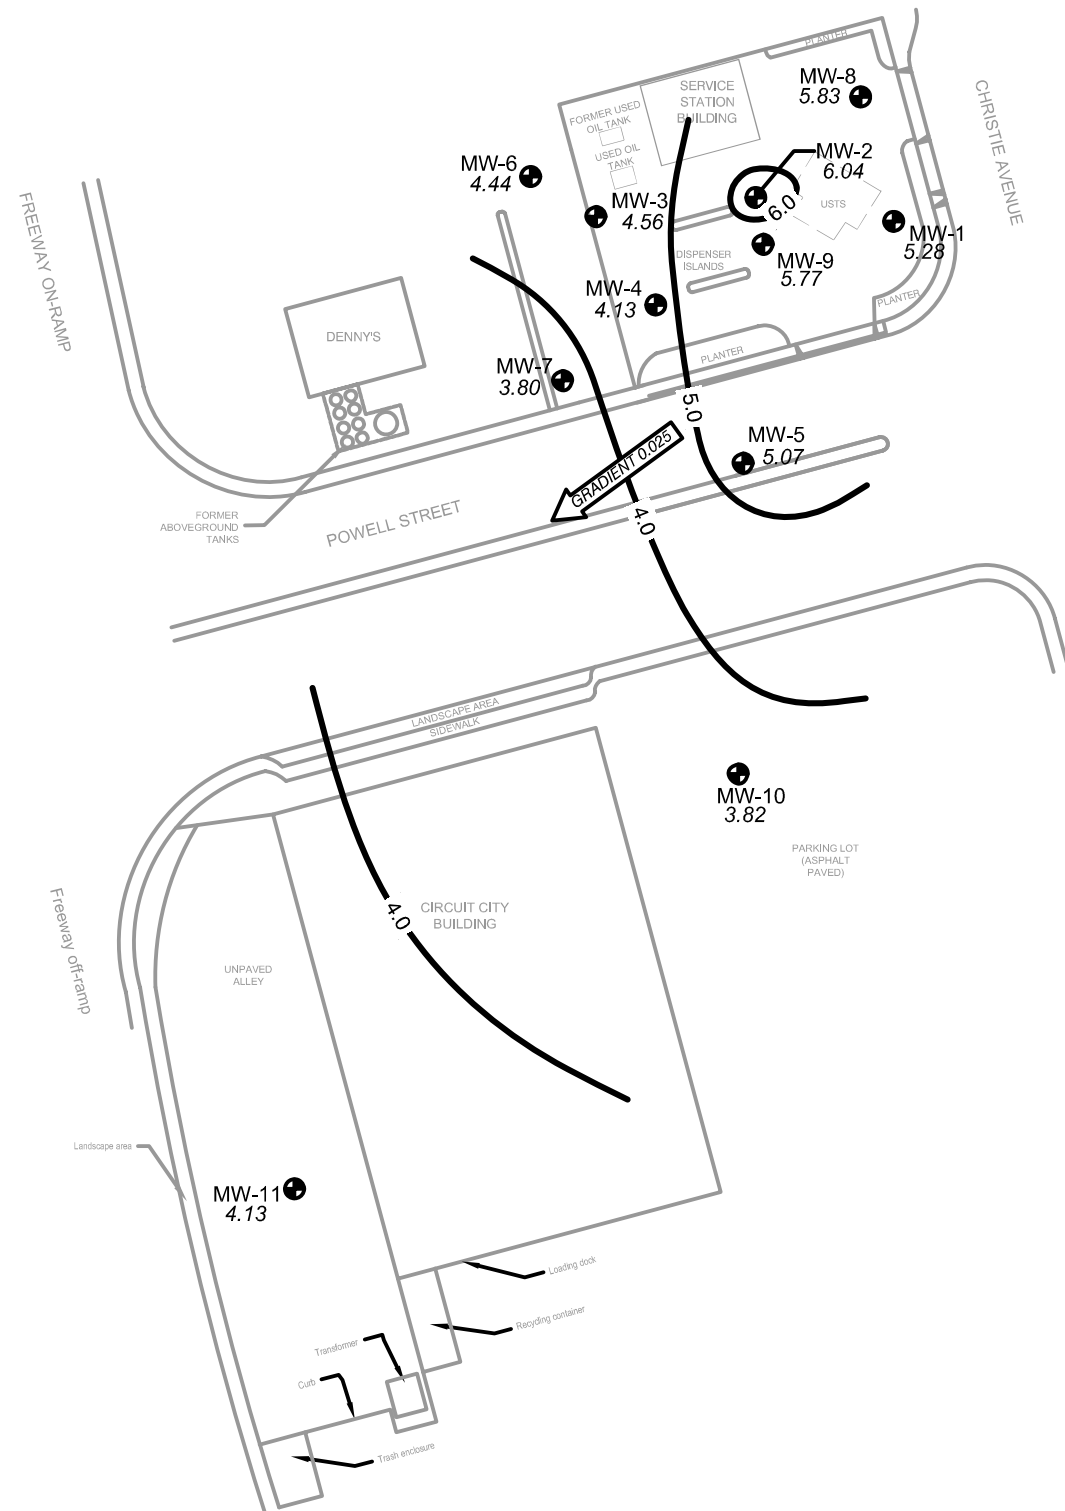 PLANTER
MW-8
5.83
SERVICE
STATION
BUILDING
CHRISTIE AVENUE
FORMER USED
OIL TANK
USED OIL
TANK
MW-6
4.44
MW-2
6.04
6.0
USTS
MW-3
4.56
MW-1
5.28
FREEWAY ON-RAMP
DISPENSER
ISLANDS
MW-9
5.77
MW-4
4.13
PLANTER
DENNY'S
PLANTER
MW-7
3.80
5.0
GRADIENT 0.025
MW-5
5.07
FORMER
ABOVEGROUND
TANKS
POWELL STREET
4.0
LANDSCAPE AREA
SIDEWALK
MW-10
3.82
PARKING LOT
(ASPHALT
PAVED)
Freeway off-ramp
4.0
CIRCUIT CITY
BUILDING
UNPAVED
ALLEY
Landscape area
MW-11
4.13
Loading dock
Recycling container
Transformer
Curb
Trash enclosure